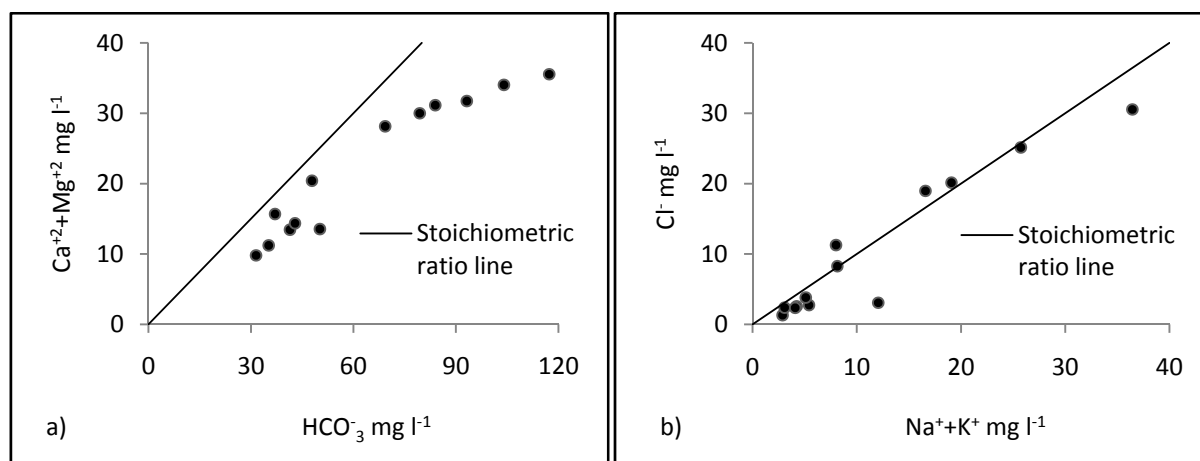 40
30
20
10
0
0
30
60
90
120
Ca⁺²+Mg⁺² mg l⁻¹
Stoichiometric
ratio line
a)
HCO⁻₃ mg l⁻¹
40
30
20
10
0
0
10
20
30
40
Cl⁻ mg l⁻¹
Stoichiometric
ratio line
b)
Na⁺+K⁺ mg l⁻¹